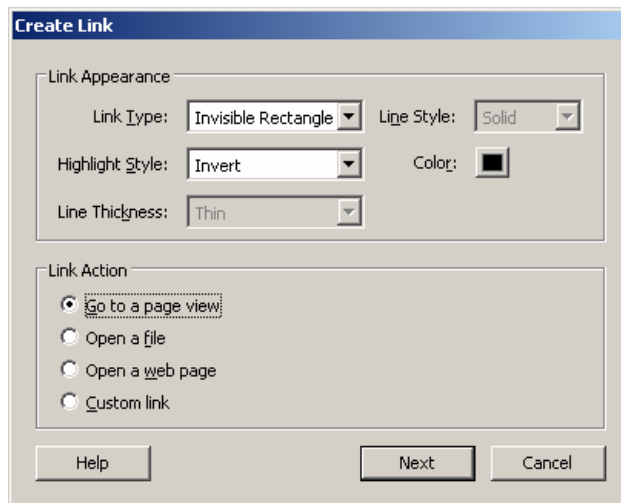 Create Link
Link Appearance
Link Type: Invisible Rectangle Line Style: Solid
Highlight Style: Invert Color:
Line Thickness: Thin
Link Action
Go to a page view
Open a file
Open a web page
Custom link
Help Next Cancel